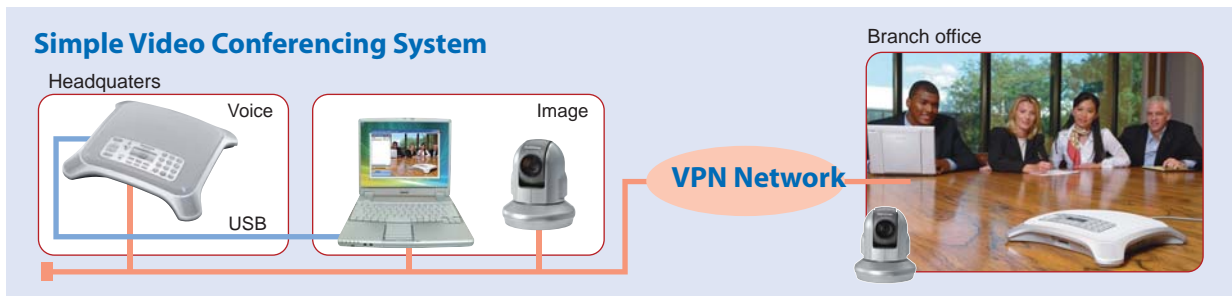 Simple Video Conferencing System
Headquaters
Voice
USB
Image
VPN Network
Branch office